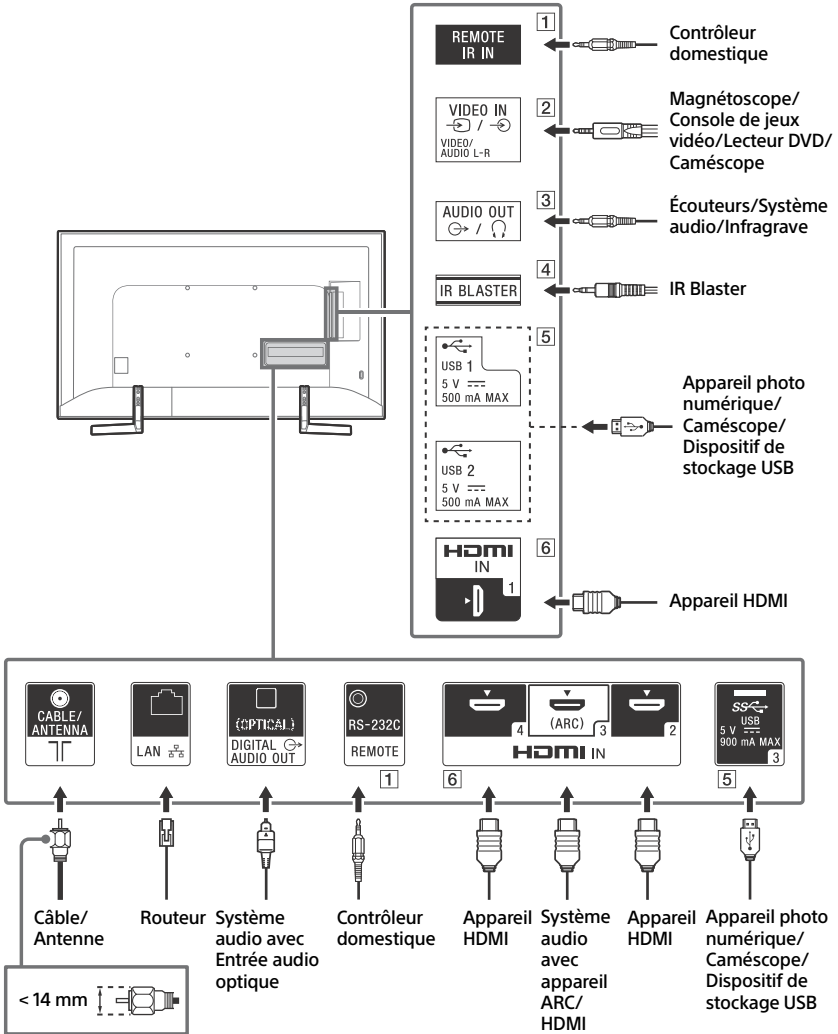 1
REMOTE
IR IN
Contrôleur
domestique
2
VIDEO IN
/
VIDEO/
AUDIO L-R
Magnétoscope/
Console de jeux
vidéo/Lecteur DVD/
Caméscope
3
AUDIO OUT
/
Écouteurs/Système
audio/Infragrave
4
IR BLASTER
IR Blaster
5
USB 1
5 V
500 mA MAX
USB 2
5 V
500 mA MAX
Appareil photo
numérique/
Caméscope/
Dispositif de
stockage USB
6
HDMI
IN
1
Appareil HDMI
CABLE/
ANTENNA
LAN
(OPTICAL)
DIGITAL
AUDIO OUT
RS-232C
REMOTE
1
4
(ARC)
3
2
HDMI IN
6
SS
USB
5 V
900 mA MAX
3
5
Câble/
Antenne
Routeur
Système
audio avec
Entrée audio
optique
Contrôleur
domestique
Appareil
HDMI
Système
audio
avec
appareil
ARC/
HDMI
Appareil
HDMI
Appareil photo
numérique/
Caméscope/
Dispositif de
stockage USB
< 14 mm